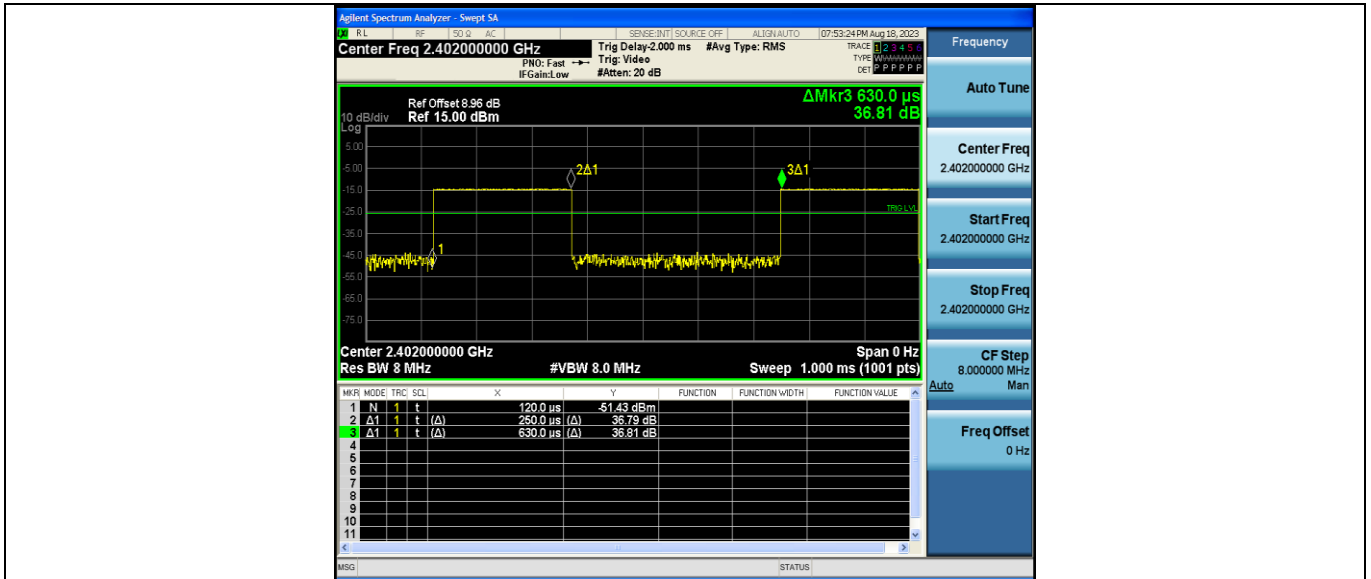 Agilent Spectrum Analyzer - Swept SA
LXI RL RF 50 Ω AC SENSE:INT SOURCE OFF ALIGN AUTO 07:53:24 PM Aug 18, 2023
Center Freq 2.402000000 GHz
PNO: Fast
IFGain:Low
Trig Delay-2.000 ms #Avg Type: RMS
Trig: Video
#Atten: 20 dB
TRACE 1 2 3 4 5 6
TYPE WWWWWW
DET P P P P P P
Frequency
Auto Tune
Center Freq
2.402000000 GHz
Start Freq
2.402000000 GHz
Stop Freq
2.402000000 GHz
CF Step
8.000000 MHz
Auto Man
Freq Offset
0 Hz
ΔMkr3 630.0 µs
36.81 dB
Ref Offset 8.96 dB
10 dB/div Ref 15.00 dBm
Log
5.00
-5.00
-15.0
-25.0
-35.0
-45.0
-55.0
-65.0
-75.0
2Δ1
3Δ1
TRIG LVL
1
Center 2.402000000 GHz Span 0 Hz
Res BW 8 MHz #VBW 8.0 MHz Sweep 1.000 ms (1001 pts)
MKR MODE TRC SCL X Y FUNCTION FUNCTION WIDTH FUNCTION VALUE
1 N 1 t 120.0 µs -51.43 dBm
2 Δ1 1 t (Δ) 250.0 µs (Δ) 36.79 dB
3 Δ1 1 t (Δ) 630.0 µs (Δ) 36.81 dB
4
5
6
7
8
9
10
11
MSG STATUS